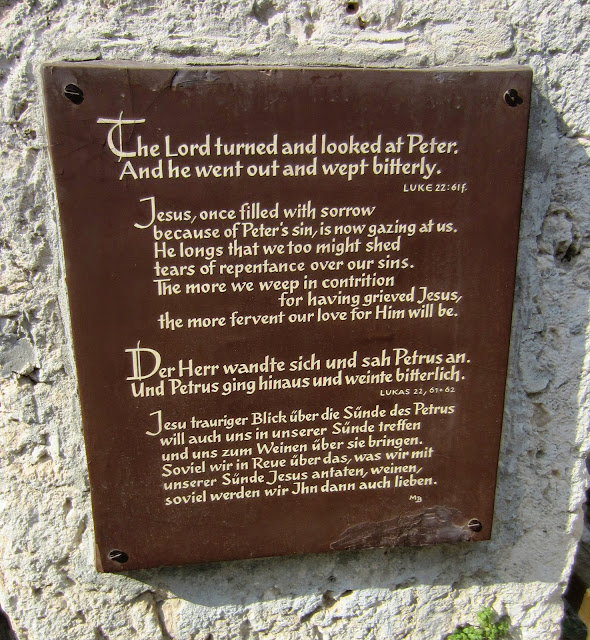 The Lord turned and looked at Peter.
And he went out and wept bitterly.
LUKE 22:61f.
Jesus, once filled with sorrow
because of Peter's sin, is now gazing at us.
He longs that we too might shed
tears of repentance over our sins.
The more we weep in contrition
for having grieved Jesus,
the more fervent our love for Him will be.
Der Herr wandte sich und sah Petrus an.
Und Petrus ging hinaus und weinte bitterlich.
LUKAS 22, 61+62
Jesu trauriger Blick über die Sünde des Petrus
will auch uns in unserer Sünde treffen
und uns zum Weinen über sie bringen.
Soviel wir in Reue über das, was wir mit
unserer Sünde Jesus antaten, weinen,
soviel werden wir Ihn dann auch lieben.
MB